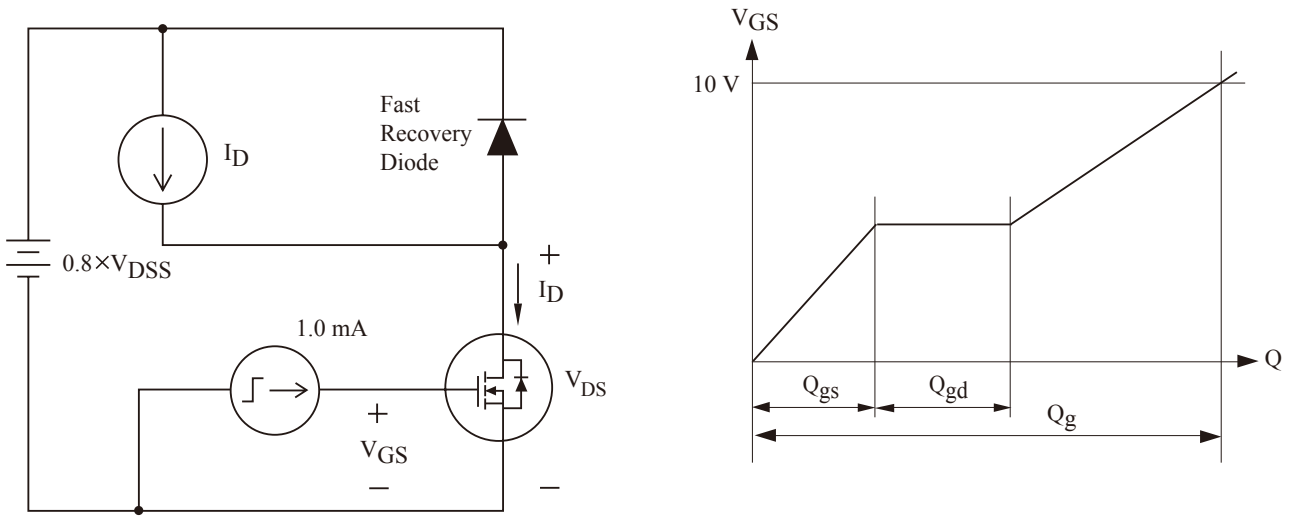 Fast
Recovery
Diode
I_D
0.8×V_DSS
+
I_D
1.0 mA
V_DS
+
V_GS
−
−
V_GS
10 V
Q
Q_gs
Q_gd
Q_g